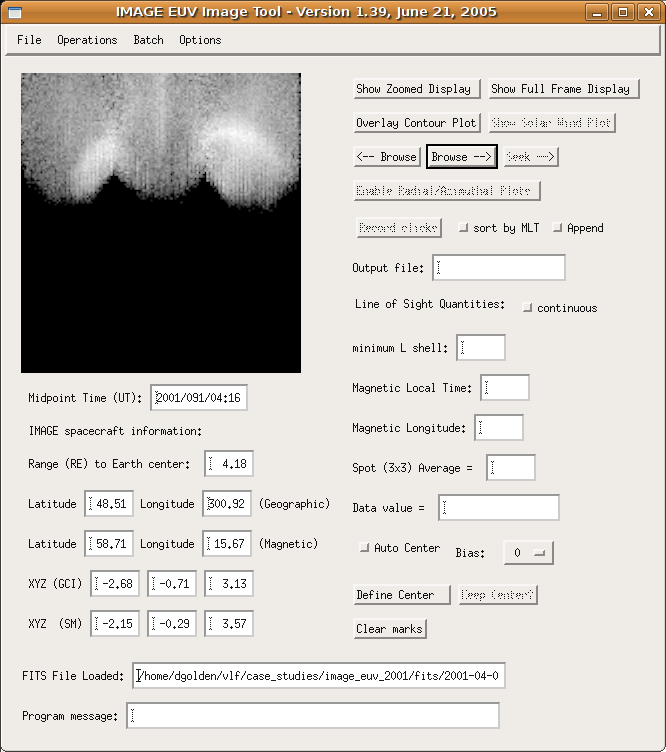 IMAGE EUV Image Tool - Version 1.39, June 21, 2005
File Operations Batch Options
Show Zoomed Display Show Full Frame Display
Overlay Contour Plot Show Solar Wind Plot
<-- Browse Browse --> Seek --->
Enable Radial/Azimuthal Plots
Record clicks sort by MLT Append
Output file:
Line of Sight Quantities: continuous
minimum L shell:
Magnetic Local Time:
Magnetic Longitude:
Spot (3x3) Average =
Data value =
Auto Center Bias: 0
Define Center Keep Center?
Clear marks
Midpoint Time (UT): 2001/091/04:16
IMAGE spacecraft information:
Range (RE) to Earth center: 4.18
Latitude 48.51 Longitude 300.92 (Geographic)
Latitude 58.71 Longitude 15.67 (Magnetic)
XYZ (GCI) -2.68 -0.71 3.13
XYZ (SM) -2.15 -0.29 3.57
FITS File Loaded: /home/dgolden/vlf/case_studies/image_euv_2001/fits/2001-04-0
Program message: